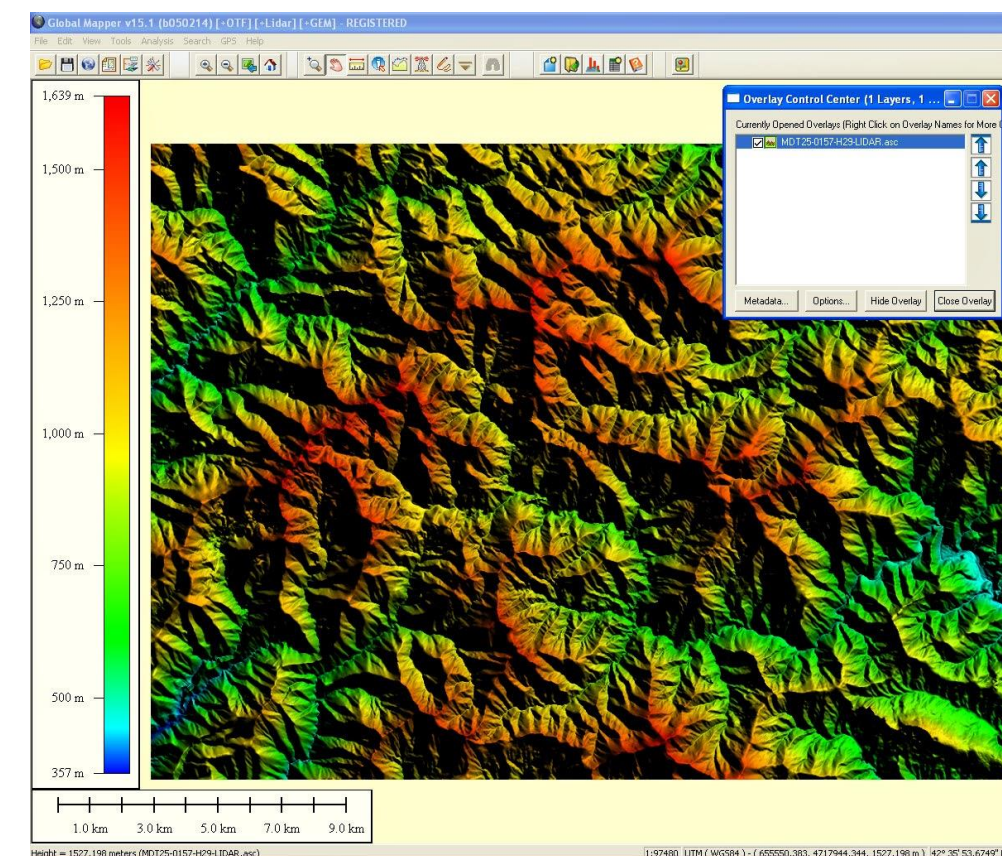 Global Mapper v15.1 (b050214) [+OTF] [+Lidar] [+GEM] - REGISTERED
File Edit View Tools Analysis Search GPS Help
1,639 m
1,500 m
1,250 m
1,000 m
750 m
500 m
357 m
Overlay Control Center (1 Layers, 1 ...
Currently Opened Overlays (Right Click on Overlay Names for More
MDT25-0157-H29-LIDAR.asc
Metadata... Options... Hide Overlay Close Overlay
1.0 km 3.0 km 5.0 km 7.0 km 9.0 km
Height = 1527.198 meters (MDT25-0157-H29-LIDAR.asc)
1:97480 UTM ( WGS84 ) - ( 655550.383, 4717944.344, 1527.198 m ) 42° 35' 53.6749"